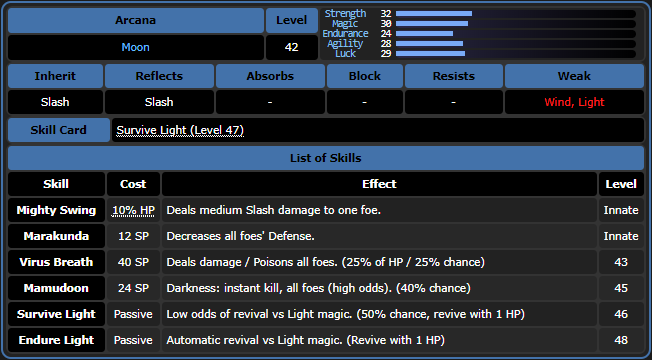 Arcana Level
Moon 42
Strength 32
Magic 30
Endurance 24
Agility 28
Luck 29
Inherit Reflects Absorbs Block Resists Weak
Slash Slash - - - Wind, Light
Skill Card Survive Light (Level 47)
List of Skills
Skill Cost Effect Level
Mighty Swing 10% HP Deals medium Slash damage to one foe. Innate
Marakunda 12 SP Decreases all foes' Defense. Innate
Virus Breath 40 SP Deals damage / Poisons all foes. (25% of HP / 25% chance) 43
Mamudoon 24 SP Darkness: instant kill, all foes (high odds). (40% chance) 45
Survive Light Passive Low odds of revival vs Light magic. (50% chance, revive with 1 HP) 46
Endure Light Passive Automatic revival vs Light magic. (Revive with 1 HP) 48